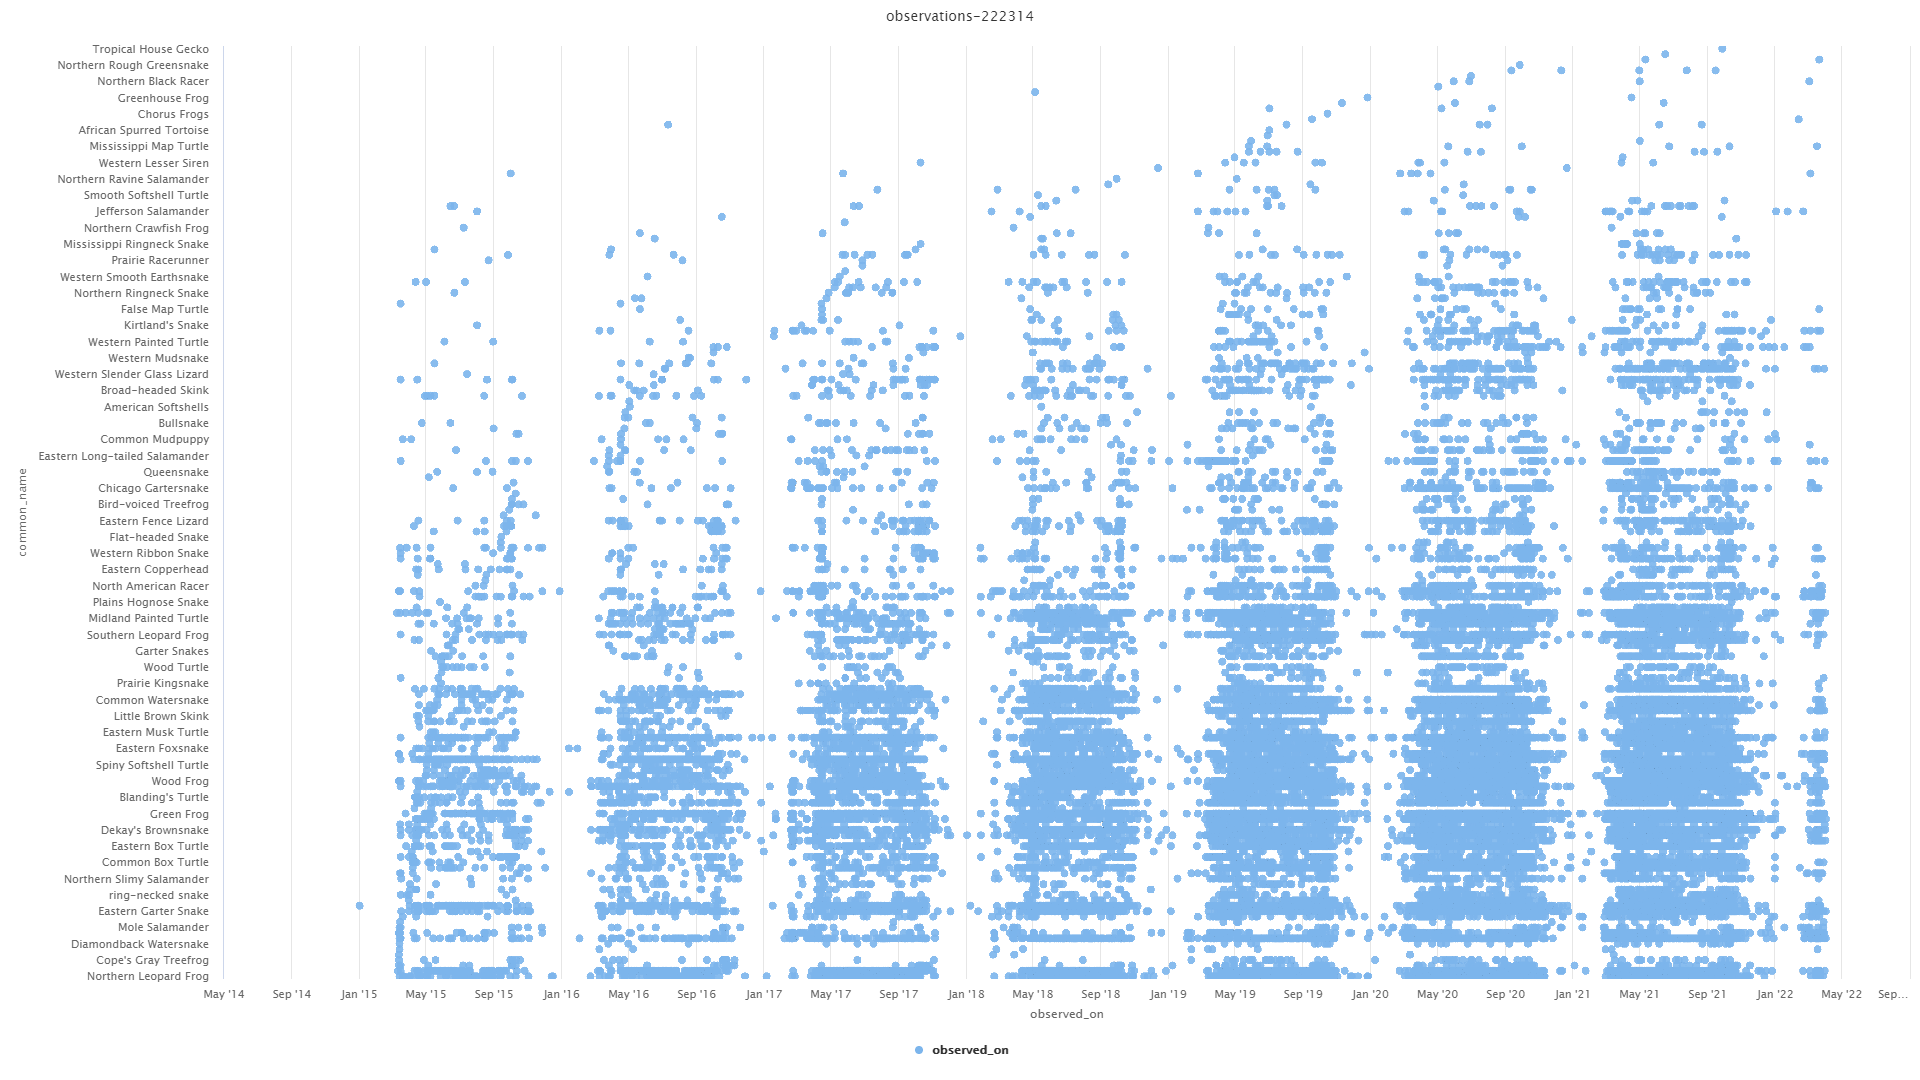 observations-222314
Tropical House Gecko
Northern Rough Greensnake
Northern Black Racer
Greenhouse Frog
Chorus Frogs
African Spurred Tortoise
Mississippi Map Turtle
Western Lesser Siren
Northern Ravine Salamander
Smooth Softshell Turtle
Jefferson Salamander
Northern Crawfish Frog
Mississippi Ringneck Snake
Prairie Racerunner
Western Smooth Earthsnake
Northern Ringneck Snake
False Map Turtle
Kirtland's Snake
Western Painted Turtle
Western Mudsnake
Western Slender Glass Lizard
Broad-headed Skink
American Softshells
Bullsnake
Common Mudpuppy
Eastern Long-tailed Salamander
Queensnake
Chicago Gartersnake
Bird-voiced Treefrog
Eastern Fence Lizard
Flat-headed Snake
Western Ribbon Snake
Eastern Copperhead
North American Racer
Plains Hognose Snake
Midland Painted Turtle
Southern Leopard Frog
Garter Snakes
Wood Turtle
Prairie Kingsnake
Common Watersnake
Little Brown Skink
Eastern Musk Turtle
Eastern Foxsnake
Spiny Softshell Turtle
Wood Frog
Blanding's Turtle
Green Frog
Dekay's Brownsnake
Eastern Box Turtle
Common Box Turtle
Northern Slimy Salamander
ring-necked snake
Eastern Garter Snake
Mole Salamander
Diamondback Watersnake
Cope's Gray Treefrog
Northern Leopard Frog
common_name
May '14 Sep '14 Jan '15 May '15 Sep '15 Jan '16 May '16 Sep '16 Jan '17 May '17 Sep '17 Jan '18 May '18 Sep '18 Jan '19 May '19 Sep '19 Jan '20 May '20 Sep '20 Jan '21 May '21 Sep '21 Jan '22 May '22 Sep...
observed_on
observed_on